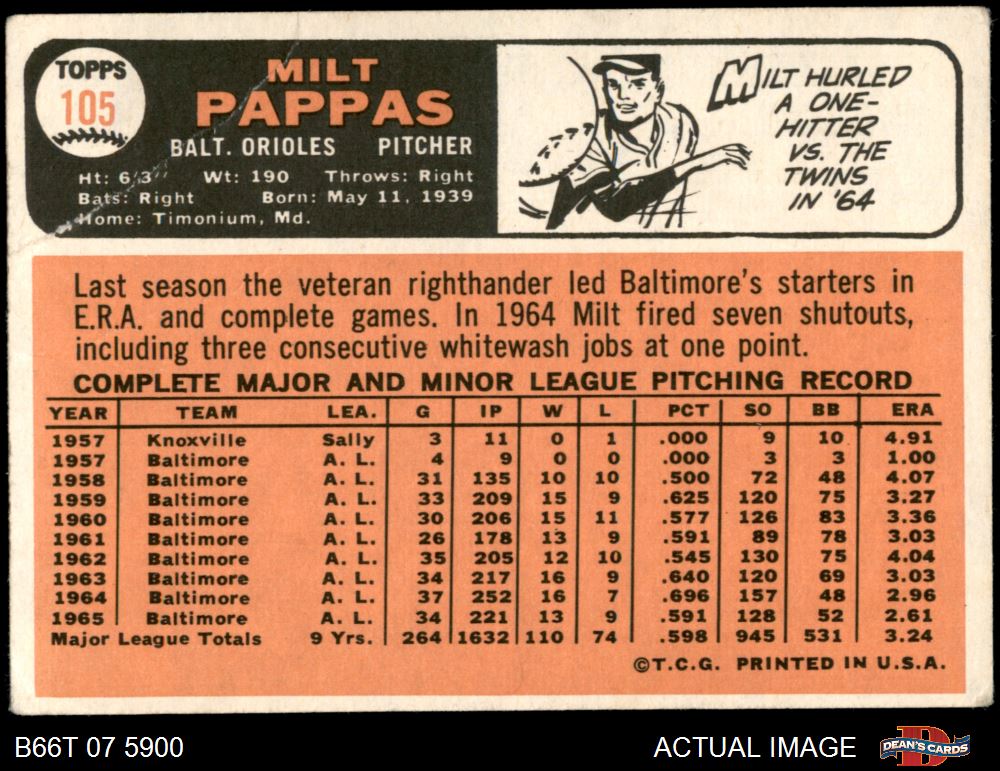 TOPPS
105
MILT
PAPPAS
BALT. ORIOLES PITCHER
Ht: 6'3" Wt: 190 Throws: Right
Bats: Right Born: May 11, 1939
Home: Timonium, Md.
MILT HURLED
A ONE-
HITTER
VS. THE
TWINS
IN '64
Last season the veteran righthander led Baltimore's starters in
E.R.A. and complete games. In 1964 Milt fired seven shutouts,
including three consecutive whitewash jobs at one point.
COMPLETE MAJOR AND MINOR LEAGUE PITCHING RECORD
YEAR TEAM LEA. G IP W L PCT SO BB ERA
1957 Knoxville Sally 3 11 0 1 .000 9 10 4.91
1957 Baltimore A. L. 4 9 0 0 .000 3 3 1.00
1958 Baltimore A. L. 31 135 10 10 .500 72 48 4.07
1959 Baltimore A. L. 33 209 15 9 .625 120 75 3.27
1960 Baltimore A. L. 30 206 15 11 .577 126 83 3.36
1961 Baltimore A. L. 26 178 13 9 .591 89 78 3.03
1962 Baltimore A. L. 35 205 12 10 .545 130 75 4.04
1963 Baltimore A. L. 34 217 16 9 .640 120 69 3.03
1964 Baltimore A. L. 37 252 16 7 .696 157 48 2.96
1965 Baltimore A. L. 34 221 13 9 .591 128 52 2.61
Major League Totals 9 Yrs. 264 1632 110 74 .598 945 531 3.24
©T.C.G. PRINTED IN U.S.A.
B66T 07 5900
ACTUAL IMAGE
DEAN'S CARDS